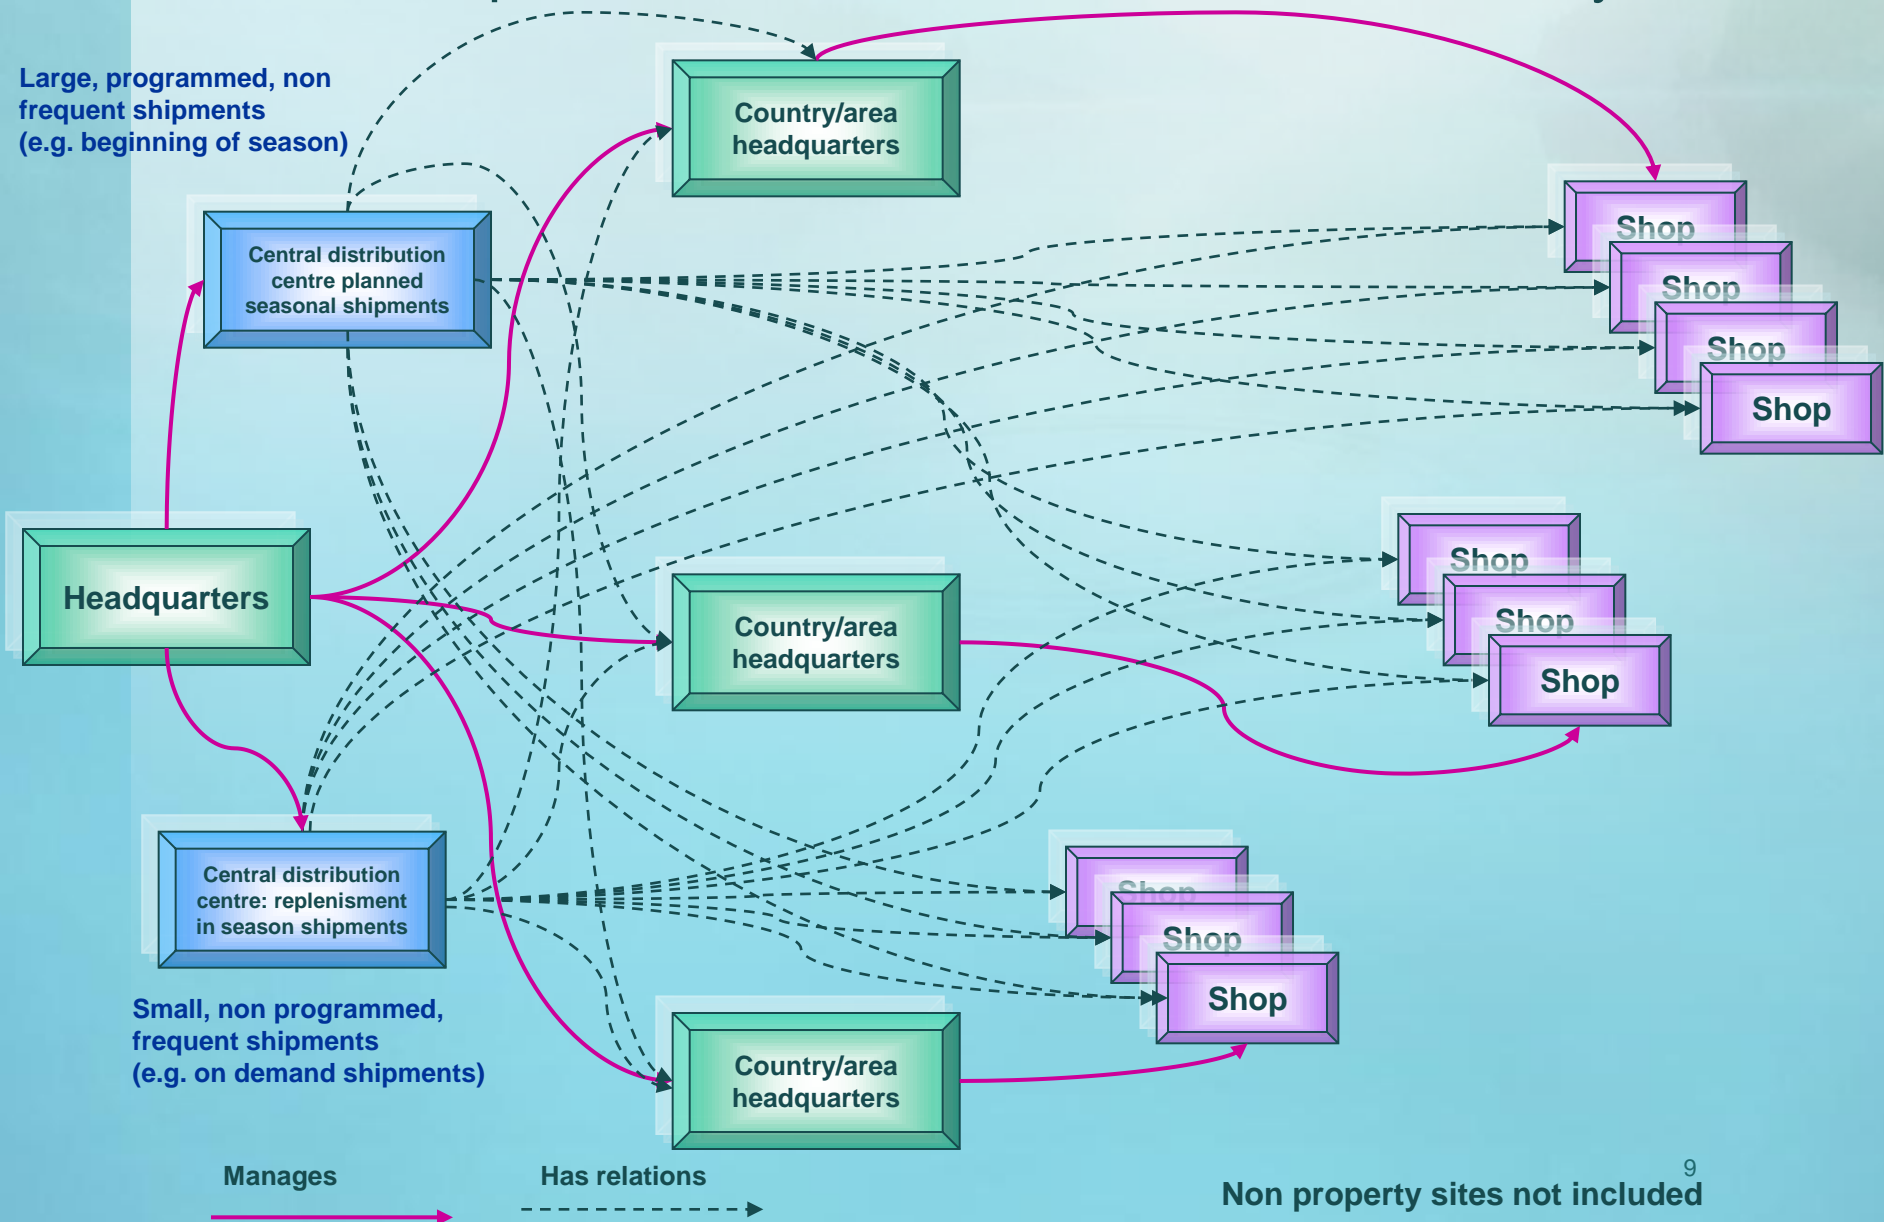 Large, programmed, non
frequent shipments
(e.g. beginning of season)
Country/area
headquarters
Central distribution
centre planned
seasonal shipments
Shop
Shop
Shop
Shop
Headquarters
Country/area
headquarters
Shop
Shop
Shop
Central distribution
centre: replenisment
in season shipments
Shop
Shop
Shop
Small, non programmed,
frequent shipments
(e.g. on demand shipments)
Country/area
headquarters
Manages
Has relations
9
Non property sites not included